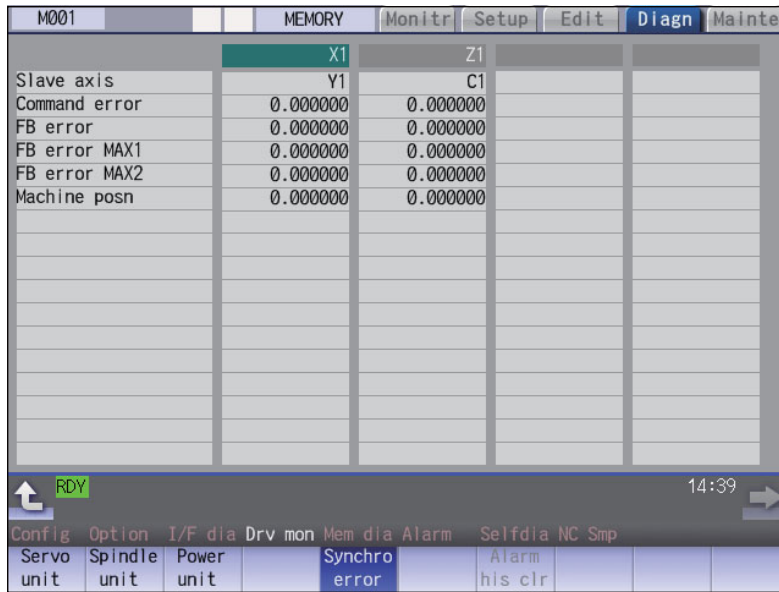 M001 MEMORY Monitr Setup Edit Diagn Mainte
X1 Z1
Slave axis Y1 C1
Command error 0.000000 0.000000
FB error 0.000000 0.000000
FB error MAX1 0.000000 0.000000
FB error MAX2 0.000000 0.000000
Machine posn 0.000000 0.000000
RDY 14:39
Config Option I/F dia Drv mon Mem dia Alarm Selfdia NC Smp
Servo Spindle Power Synchro Alarm
unit unit unit error his clr